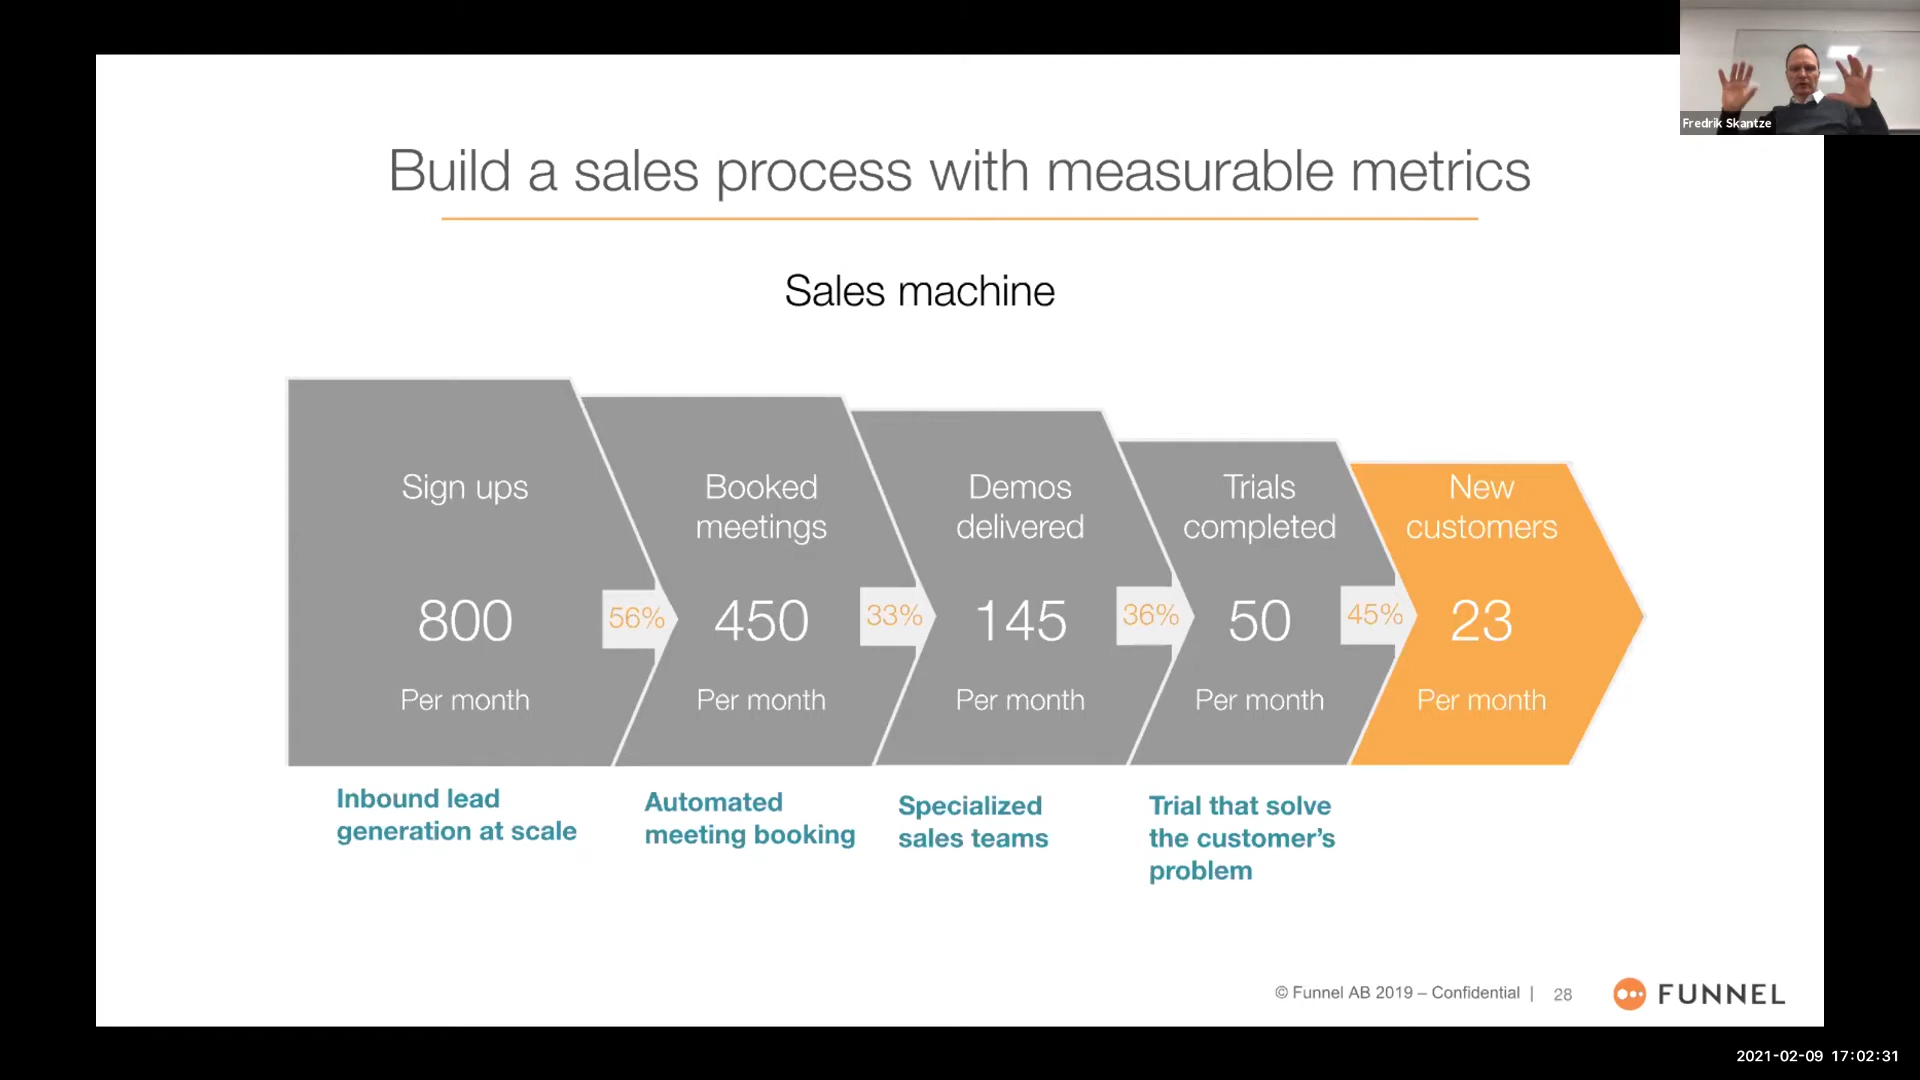 Fredrik Skantze
Build a sales process with measurable metrics
Sales machine
Sign ups
800
Per month
56%
Booked
meetings
450
Per month
33%
Demos
delivered
145
Per month
36%
Trials
completed
50
Per month
45%
New
customers
23
Per month
Inbound lead
generation at scale
Automated
meeting booking
Specialized
sales teams
Trial that solve
the customer's
problem
© Funnel AB 2019 – Confidential | 28
FUNNEL
2021-02-09 17:02:31